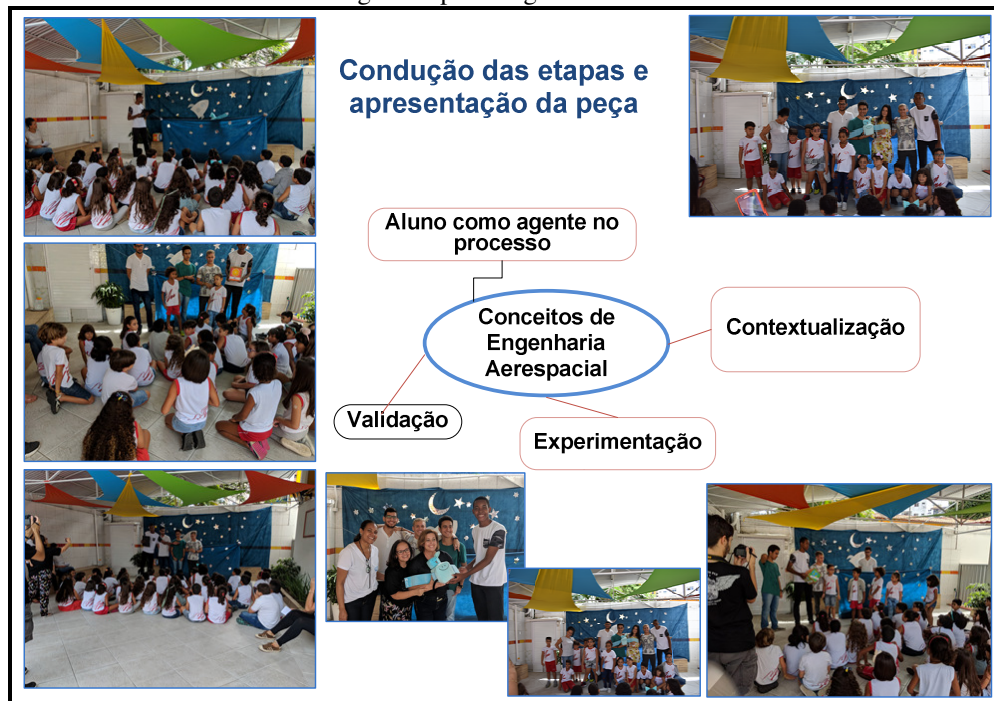 Condução das etapas e
apresentação da peça
Aluno como agente no
processo
Conceitos de
Engenharia
Aerespacial
Contextualização
Validação
Experimentação